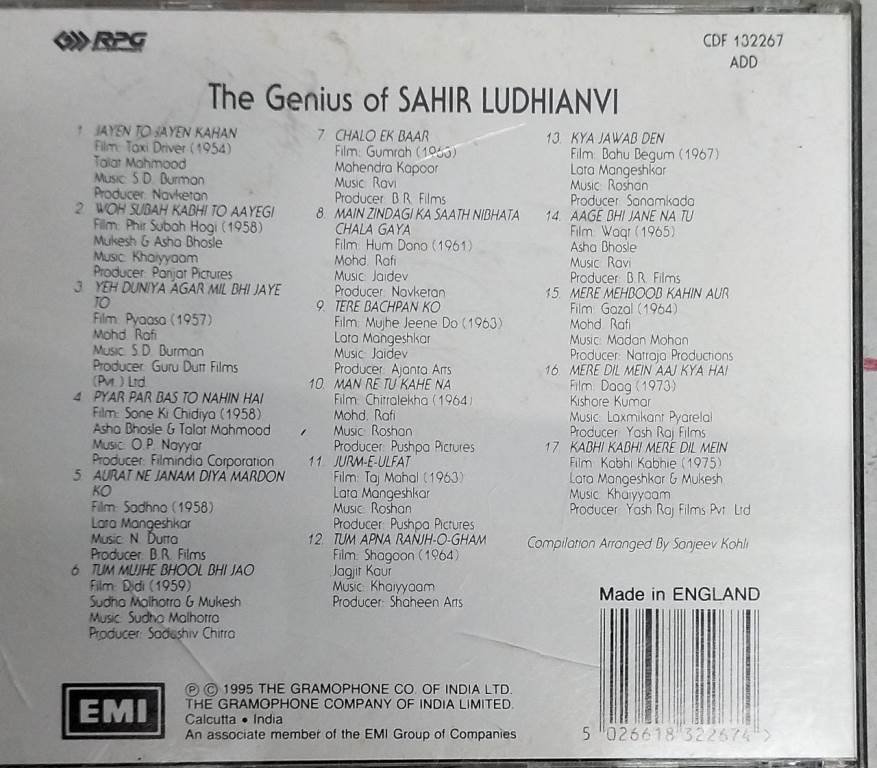 RPG
CDF 132267
ADD
The Genius of SAHIR LUDHIANVI
1. JAYEN TO JAYEN KAHAN
Film: Taxi Driver (1954)
Talat Mahmood
Music: S.D. Burman
Producer: Navketan
2. WOH SUBAH KABHI TO AAYEGI
Film: Phir Subah Hogi (1958)
Mukesh & Asha Bhosle
Music: Khaiyyaam
Producer: Parijat Pictures
3. YEH DUNIYA AGAR MIL BHI JAYE
TO
Film: Pyaasa (1957)
Mohd. Rafi
Music: S.D. Burman
Producer: Guru Dutt Films
(Pvt.) Ltd.
4. PYAR PAR BAS TO NAHIN HAI
Film: Sone Ki Chidiya (1958)
Asha Bhosle & Talat Mahmood
Music: O.P. Nayyar
Producer: Filmindia Corporation
5. AURAT NE JANAM DIYA MARDON
KO
Film: Sadhna (1958)
Lata Mangeshkar
Music: N. Dutta
Producer: B.R. Films
6. TUM MUJHE BHOOL BHI JAO
Film: Didi (1959)
Sudha Malhotra & Mukesh
Music: Sudha Malhotra
Producer: Sadashiv Chitra
7. CHALO EK BAAR
Film: Gumrah (1963)
Mahendra Kapoor
Music: Ravi
Producer: B.R. Films
8. MAIN ZINDAGI KA SAATH NIBHATA
CHALA GAYA
Film: Hum Dono (1961)
Mohd. Rafi
Music: Jaidev
Producer: Navketan
9. TERE BACHPAN KO
Film: Mujhe Jeene Do (1963)
Lata Mangeshkar
Music: Jaidev
Producer: Ajanta Arts
10. MAN RE TU KAHE NA
Film: Chitralekha (1964)
Mohd. Rafi
Music: Roshan
Producer: Pushpa Pictures
11. JURM-E-ULFAT
Film: Taj Mahal (1963)
Lata Mangeshkar
Music: Roshan
Producer: Pushpa Pictures
12. TUM APNA RANJH-O-GHAM
Film: Shagoon (1964)
Jagjit Kaur
Music: Khaiyyaam
Producer: Shaheen Arts
13. KYA JAWAB DEN
Film: Bahu Begum (1967)
Lata Mangeshkar
Music: Roshan
Producer: Sanamkada
14. AAGE BHI JANE NA TU
Film: Waqt (1965)
Asha Bhosle
Music: Ravi
Producer: B.R. Films
15. MERE MEHBOOB KAHIN AUR
Film: Gazal (1964)
Mohd. Rafi
Music: Madan Mohan
Producer: Natraja Productions
16. MERE DIL MEIN AAJ KYA HAI
Film: Daag (1973)
Kishore Kumar
Music: Laxmikant Pyarelal
Producer: Yash Raj Films
17. KABHI KABHI MERE DIL MEIN
Film: Kabhi Kabhie (1975)
Lata Mangeshkar & Mukesh
Music: Khaiyyaam
Producer: Yash Raj Films Pvt. Ltd.
Compilation Arranged By Sanjeev Kohli
Made in ENGLAND
EMI
℗ © 1995 THE GRAMOPHONE CO. OF INDIA LTD.
THE GRAMOPHONE COMPANY OF INDIA LIMITED.
Calcutta • India
An associate member of the EMI Group of Companies
5 026618 322674 >